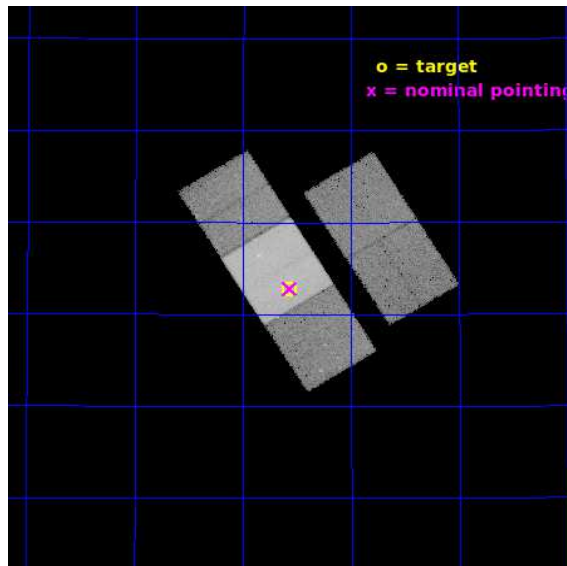 o = target
x = nominal pointing